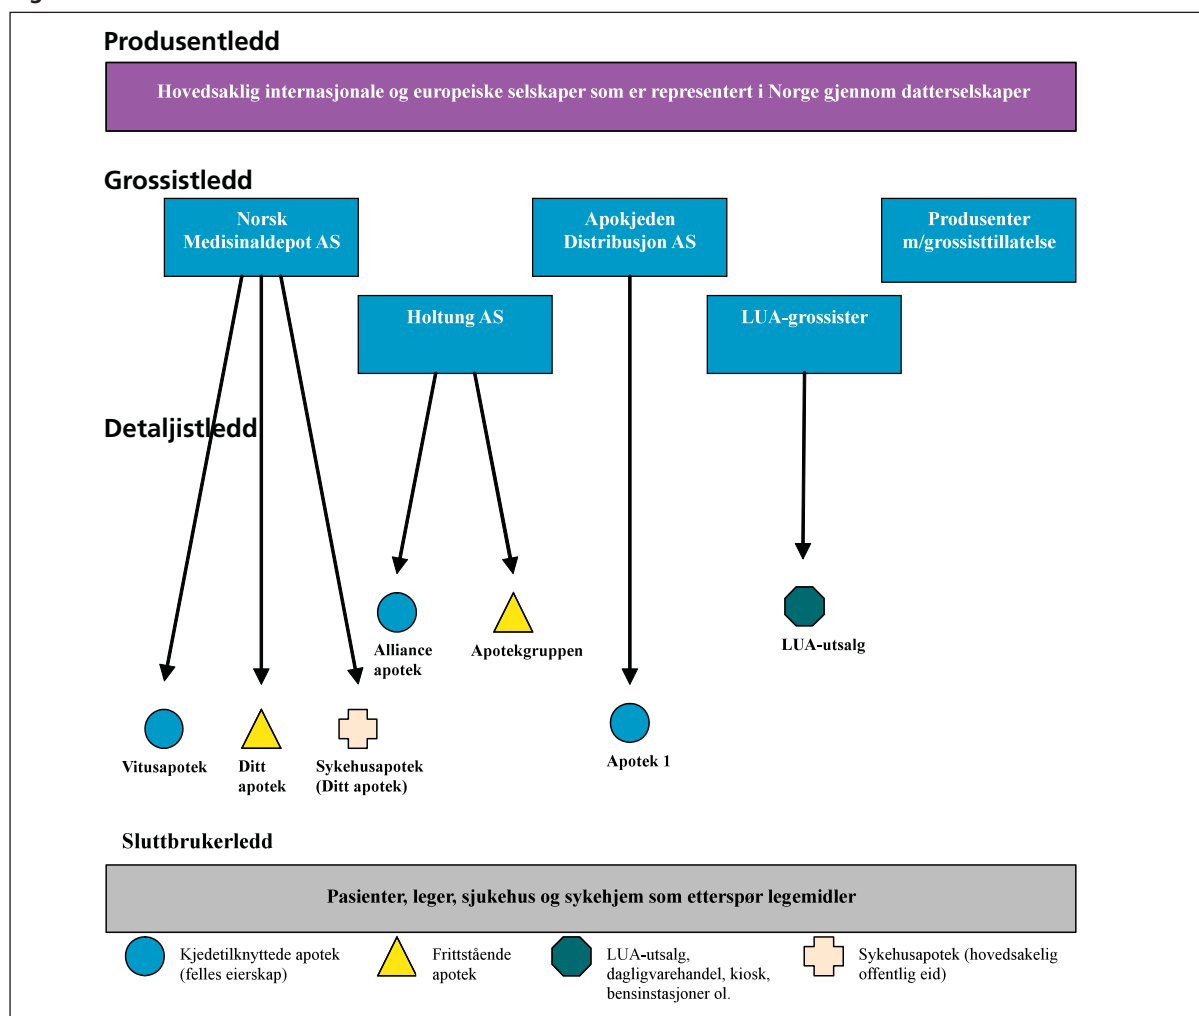 Produsentledd
Hovedsaklig internasjonale og europeiske selskaper som er representert i Norge gjennom datterselskaper
Grossistledd
Norsk
Medisinaldepot AS
Apokjeden
Distribusjon AS
Produsenter
m/grossisttillatelse
Holtung AS
LUA-grossister
Detaljistledd
Alliance
apotek
Apotekgruppen
LUA-utsalg
Vitusapotek
Ditt
apotek
Sykehusapotek
(Ditt apotek)
Apotek 1
Sluttbrukerledd
Pasienter, leger, sjukehus og sykehjem som etterspør legemidler
Kjedetilknyttede apotek
(felles eierskap)
Frittstående
apotek
LUA-utsalg,
dagligvarehandel, kiosk,
bensinstasjoner ol.
Sykehusapotek (hovedsakelig
offentlig eid)